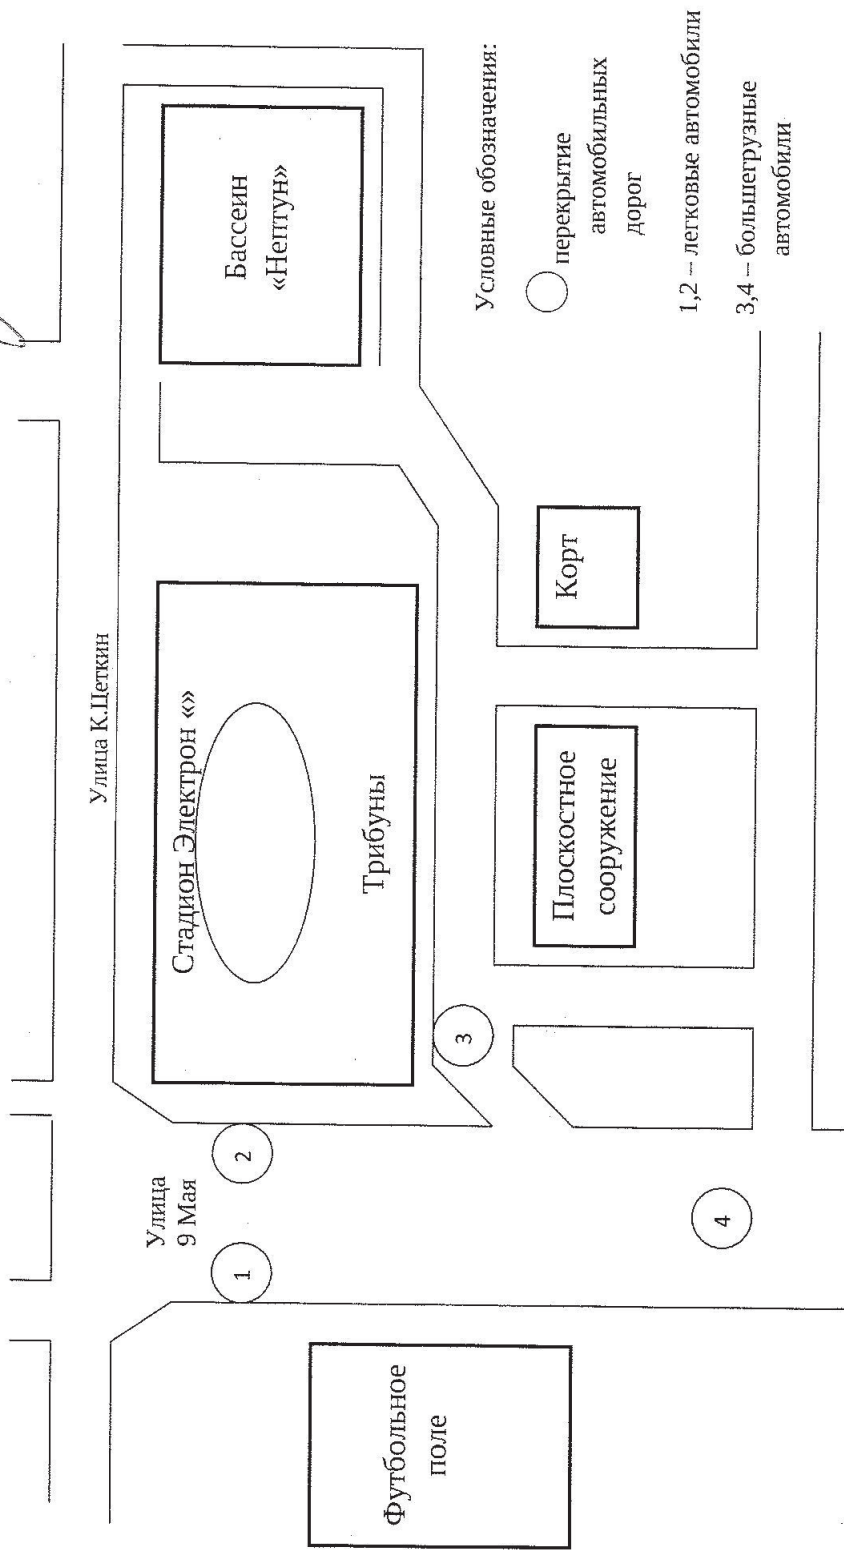 Улица К.Цеткин
Бассеин
«Нептун»
Стадион Электрон «»
Трибуны
Улица
9 Мая
1
2
3
4
Футбольное
поле
Плоскостное
сооружение
Корт
Условные обозначения:
перекрытие
автомобильных
дорог
1,2 – легковые автомобили
3,4 – большегрузные
автомобили